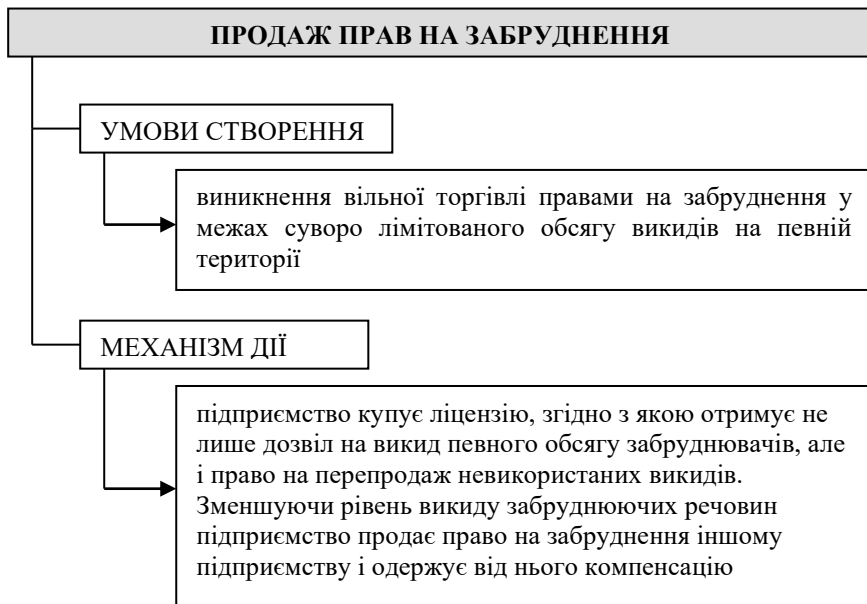 ПРОДАЖ ПРАВ НА ЗАБРУДНЕННЯ
УМОВИ СТВОРЕННЯ
виникнення вільної торгівлі правами на забруднення у
межах суворо лімітованого обсягу викидів на певній
території
МЕХАНІЗМ ДІЇ
підприємство купує ліцензію, згідно з якою отримує не
лише дозвіл на викид певного обсягу забруднювачів, але
і право на перепродаж невикористаних викидів.
Зменшуючи рівень викиду забруднюючих речовин
підприємство продає право на забруднення іншому
підприємству і одержує від нього компенсацію